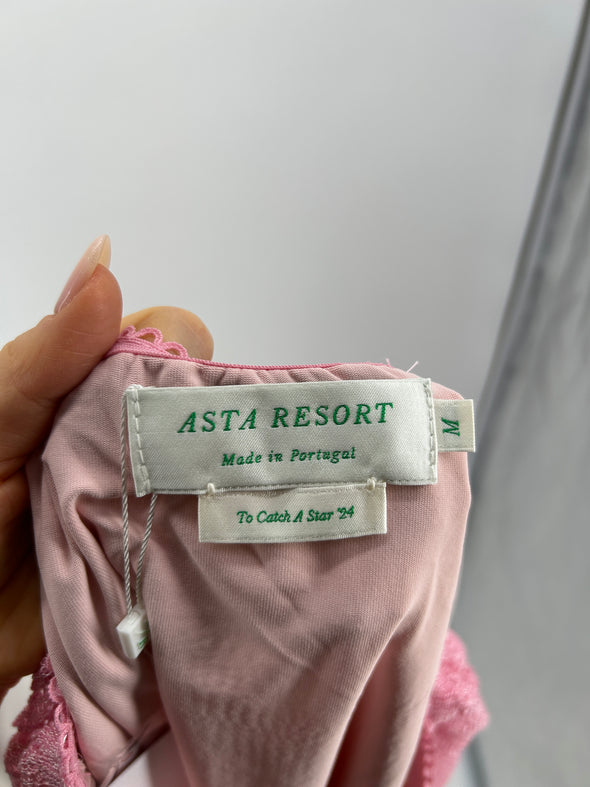 ASTA RESORT
Made in Portugal
M
To Catch A Star '24